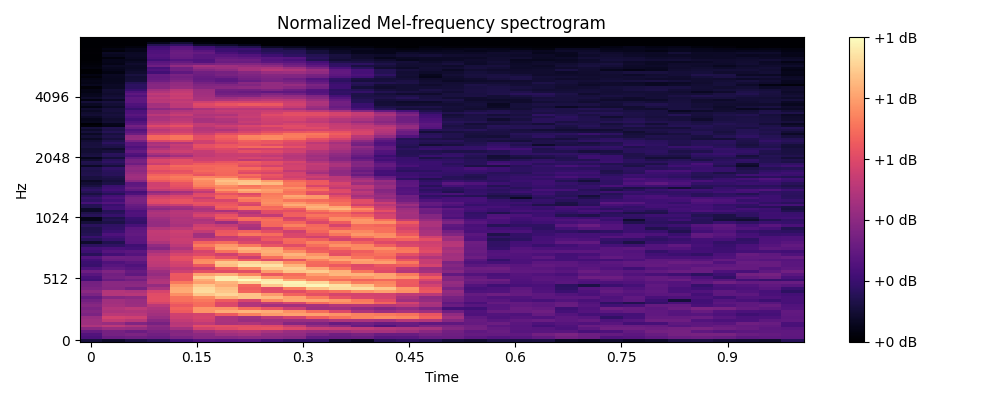 Normalized Mel-frequency spectrogram
Hz
4096
2048
1024
512
0
0 0.15 0.3 0.45 0.6 0.75 0.9
Time
+1 dB
+1 dB
+1 dB
+0 dB
+0 dB
+0 dB